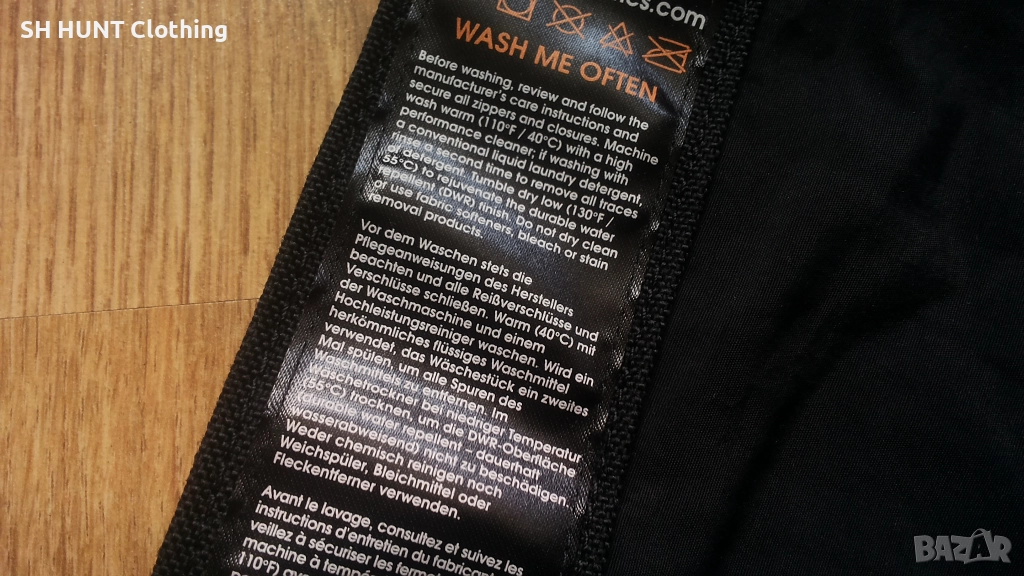 SH HUNT Clothing
cs.com
WASH ME OFTEN
Before washing, review and follow the
manufacturer's care instructions and
secure all zippers and closures. Machine
wash warm (110°F / 40°C) with a high
performance cleaner; if washing with
a conventional liquid laundry detergent,
rinse a second time to remove all traces
of detergent. Tumble dry low (130°F /
55°C) to rejuvenate the durable water
repellent (DWR) finish. Do not dry clean
or use fabric softeners, bleach or stain
removal products.
Vor dem Waschen stets die
Pflegeanweisungen des Herstellers
beachten und alle Reißverschlüsse und
Verschlüsse schließen. Warm (40°C) mit
der Waschmaschine und einem
Hochleistungsreiniger waschen. Wird ein
herkömmliches flüssiges Waschmittel
verwendet, das Wäschestück ein zweites
Mal spülen, um alle Spuren des
Waschmittels zu entfernen. Im
Wäschetrockner bei niedriger Temperatur
(55°C) trocknen, um die DWR-Oberfläche
(durable water repellent – dauerhaft
wasserabweisend) nicht zu beschädigen.
Weder chemisch reinigen noch
Weichspüler, Bleichmittel oder
Fleckentferner verwenden.
Avant le lavage, consultez et suivez les
instructions d'entretien du fabricant
veillez à sécuriser les
machine à
110°F)
BAZAR